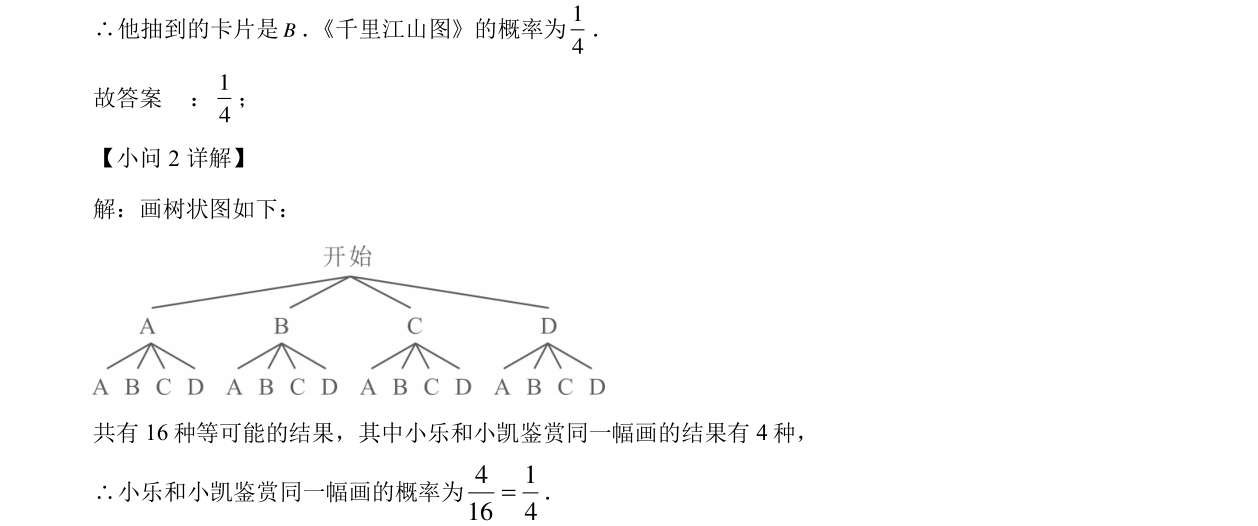 ∴他抽到的卡片是B.《千里江山图》的概率为1/4.
故答案 :1/4;
【小问2详解】
解:画树状图如下:
开始
A B C D
A B C D A B C D A B C D A B C D
共有16种等可能的结果,其中小乐和小凯鉴赏同一幅画的结果有4种,
∴小乐和小凯鉴赏同一幅画的概率为4/16=1/4.